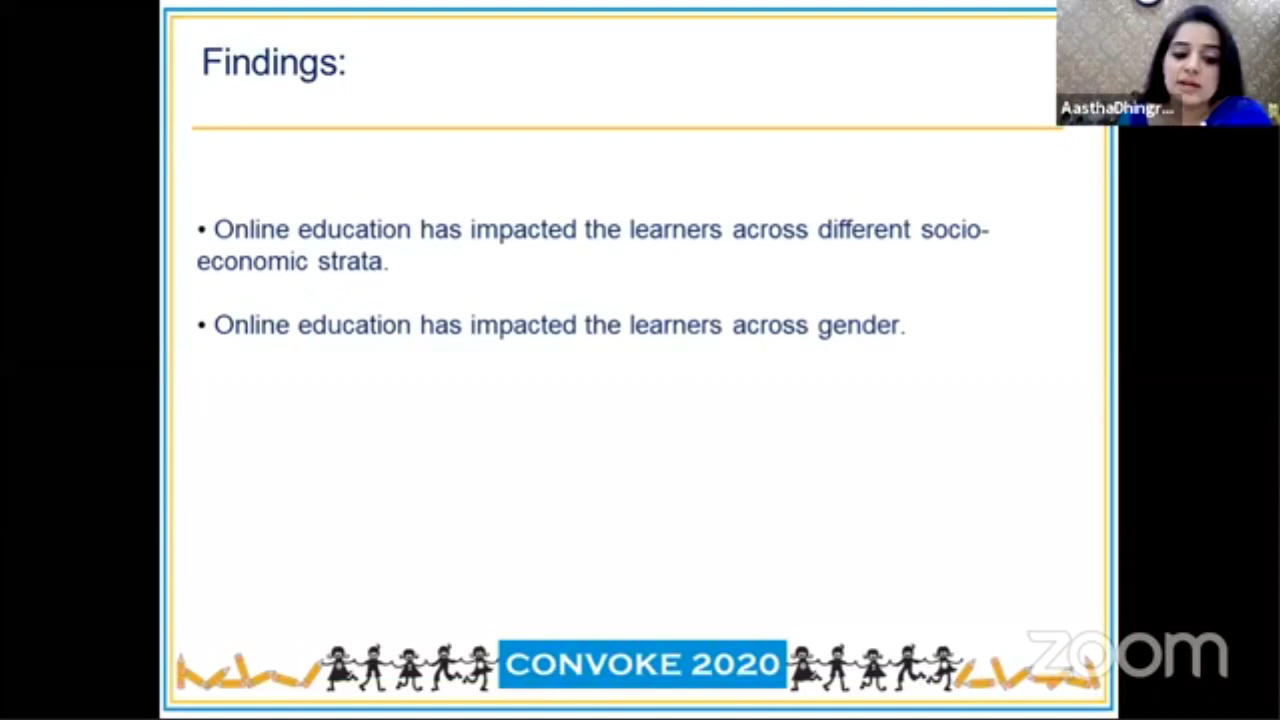 Findings:
AasthaDhingr...
• Online education has impacted the learners across different socio-
economic strata.
• Online education has impacted the learners across gender.
CONVOKE 2020
zoom